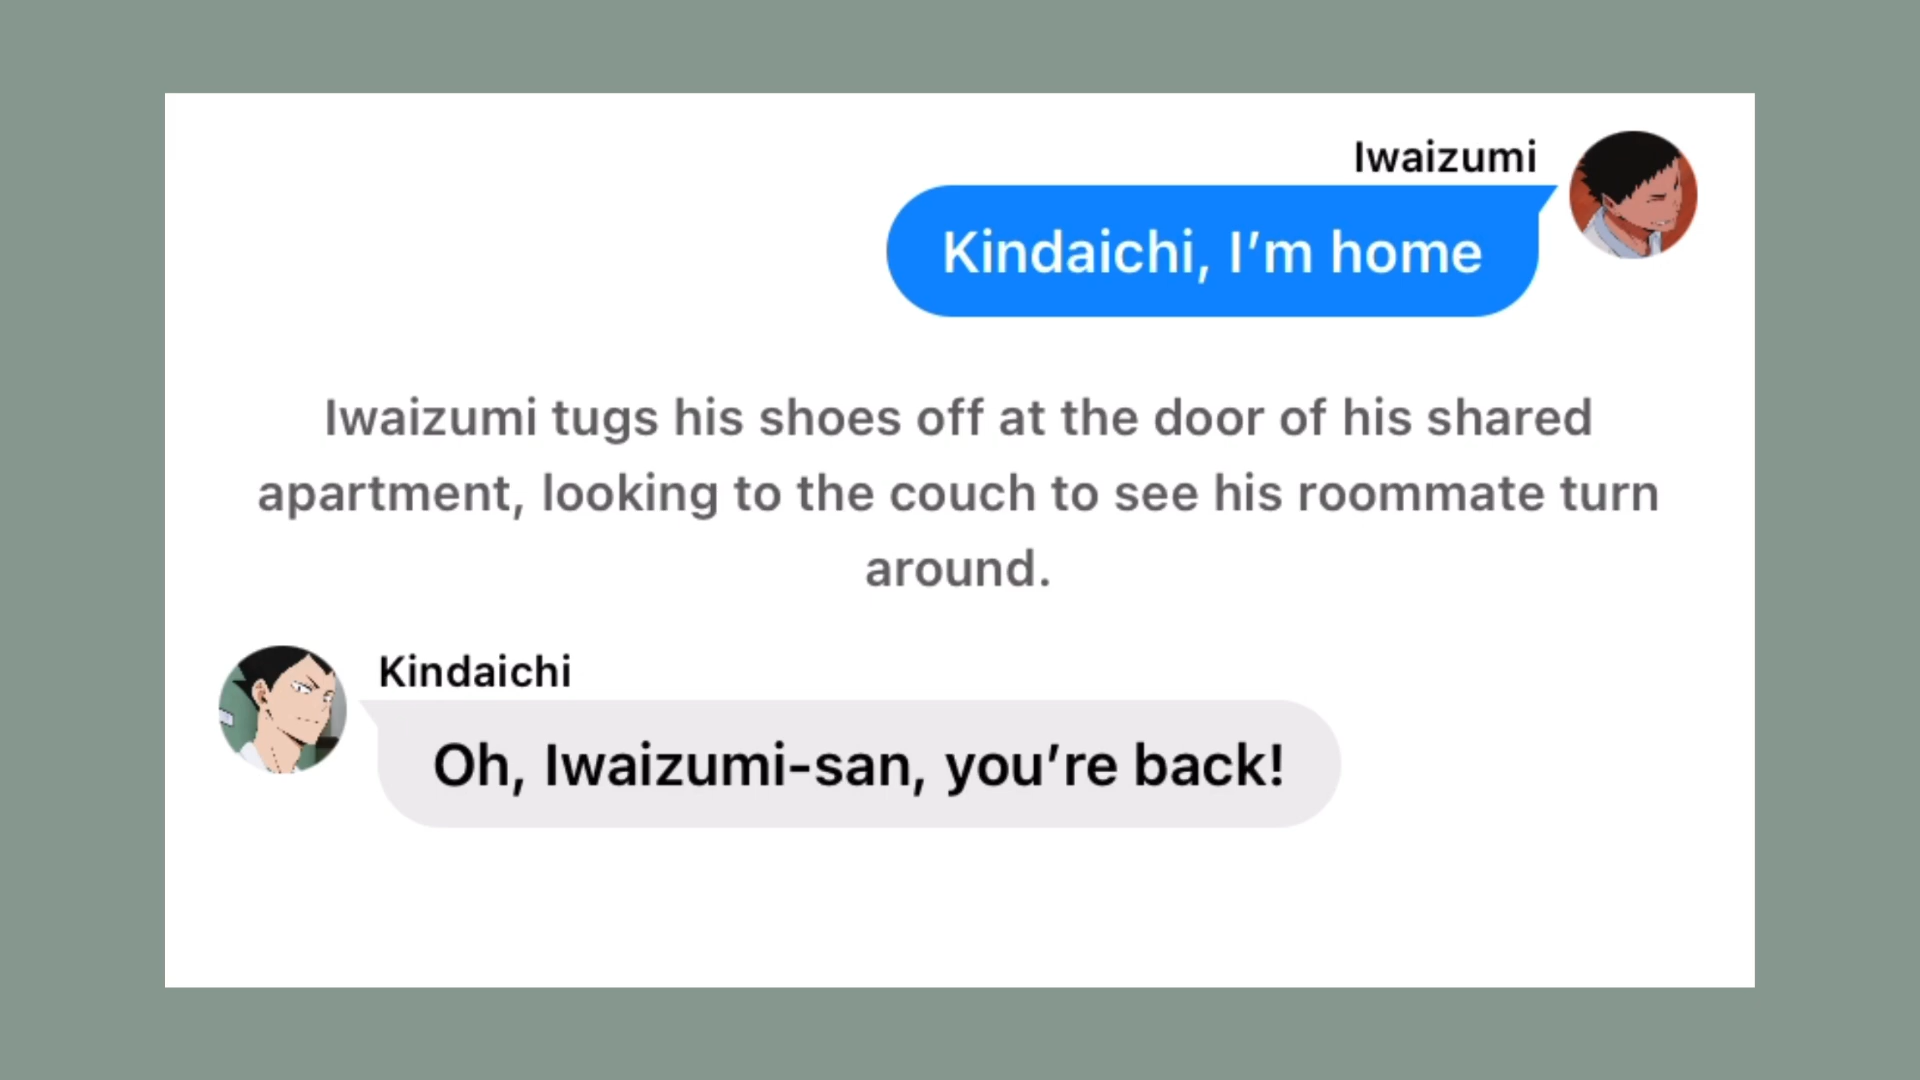 Iwaizumi
Kindaichi, I’m home
Iwaizumi tugs his shoes off at the door of his shared
apartment, looking to the couch to see his roommate turn
around.
Kindaichi
Oh, Iwaizumi-san, you’re back!